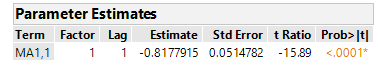 Parameter Estimates
Term Factor Lag Estimate Std Error t Ratio Prob>|t|
MA1,1 1 1 -0.8177915 0.0514782 -15.89 <.0001*